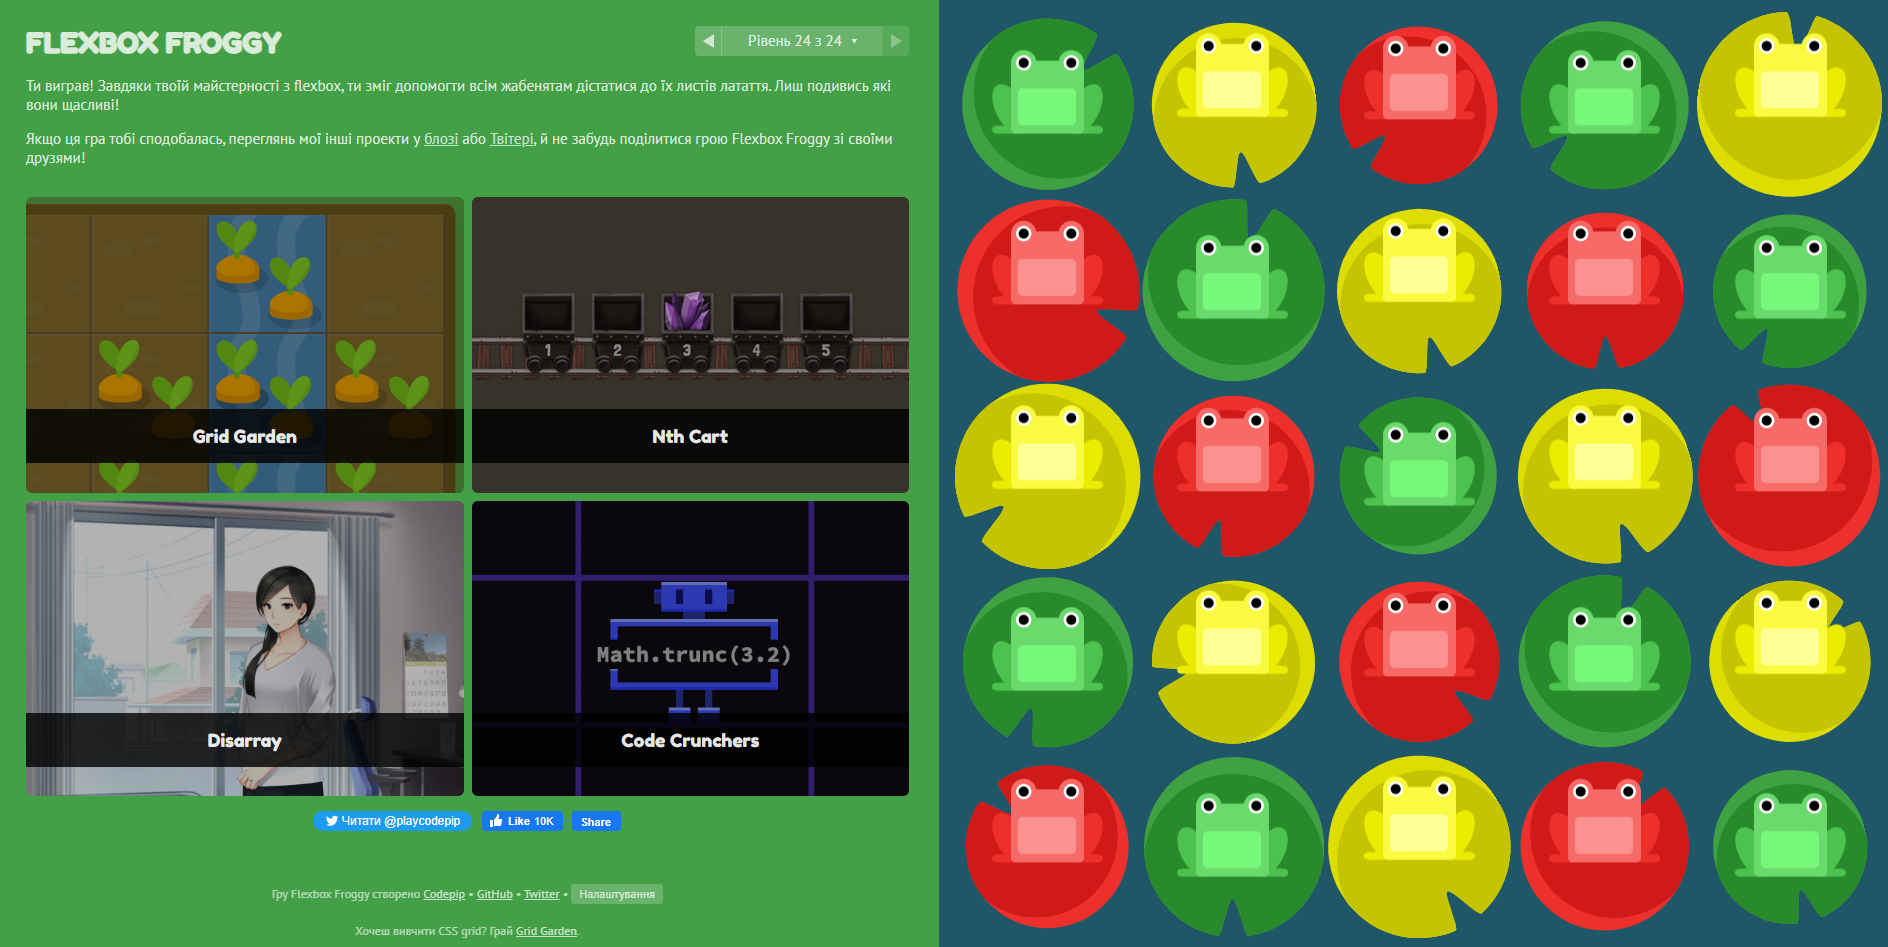 FLEXBOX FROGGY
Рівень 24 з 24
Ти виграв! Завдяки твоїй майстерності з flexbox, ти зміг допомогти всім жабенятам дістатися до їх листів латаття. Лиш подивись які
вони щасливі!
Якщо ця гра тобі сподобалась, переглянь мої інші проекти у блозі або Твітері, й не забудь поділитися грою Flexbox Froggy зі своїми
друзями!
1 2 3 4 5
Grid Garden
Nth Cart
Math.trunc(3.2)
Disarray
Code Crunchers
Читати @playcodepip
Like 10K
Share
Гру Flexbox Froggy створено Codepip • GitHub • Twitter • Налаштування
Хочеш вивчити CSS grid? Грай Grid Garden.